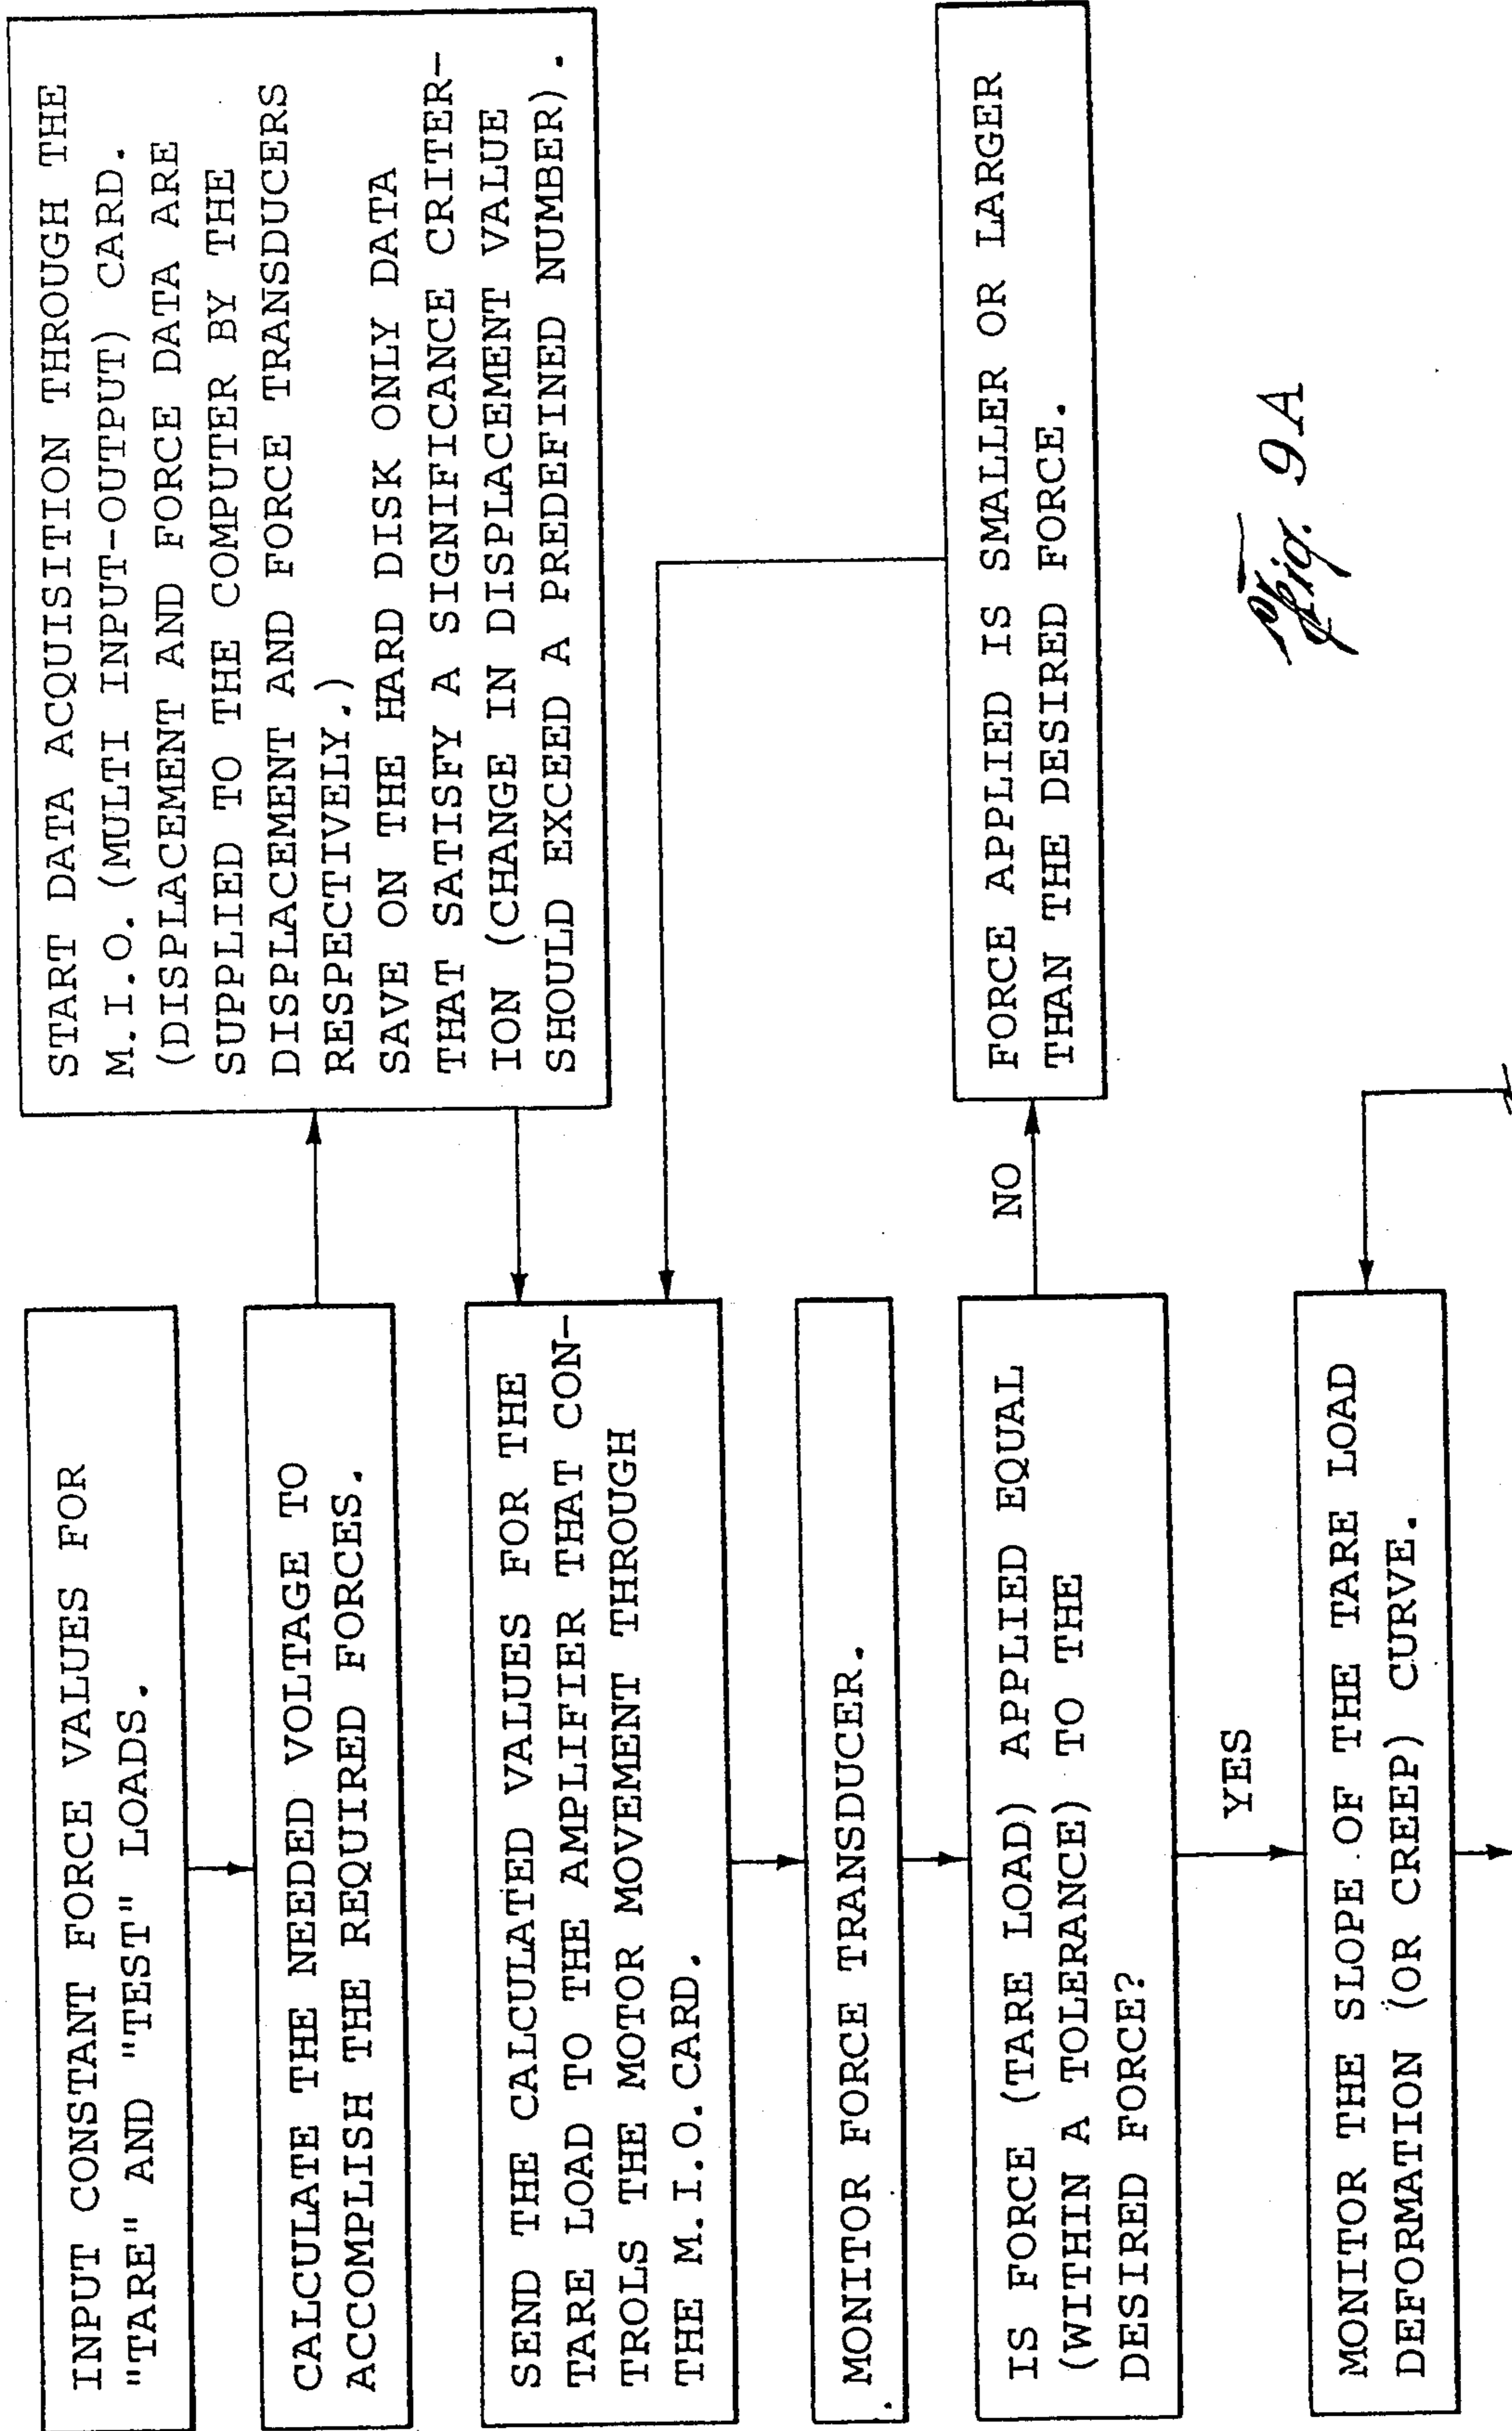 INPUT CONSTANT FORCE VALUES FOR
"TARE" AND "TEST" LOADS.
CALCULATE THE NEEDED VOLTAGE TO
ACCOMPLISH THE REQUIRED FORCES.
START DATA ACQUISITION THROUGH THE
M.I.O. (MULTI INPUT-OUTPUT) CARD.
(DISPLACEMENT AND FORCE DATA ARE
SUPPLIED TO THE COMPUTER BY THE
DISPLACEMENT AND FORCE TRANSDUCERS
RESPECTIVELY.)
SAVE ON THE HARD DISK ONLY DATA
THAT SATISFY A SIGNIFICANCE CRITER-
ION (CHANGE IN DISPLACEMENT VALUE
SHOULD EXCEED A PREDEFINED NUMBER).
SEND THE CALCULATED VALUES FOR THE
TARE LOAD TO THE AMPLIFIER THAT CON-
TROLS THE MOTOR MOVEMENT THROUGH
THE M.I.O.CARD.
MONITOR FORCE TRANSDUCER.
IS FORCE (TARE LOAD) APPLIED EQUAL
(WITHIN A TOLERANCE) TO THE
DESIRED FORCE?
NO
FORCE APPLIED IS SMALLER OR LARGER
THAN THE DESIRED FORCE.
YES
MONITOR THE SLOPE OF THE TARE LOAD
DEFORMATION (OR CREEP) CURVE.
Fig. 9A